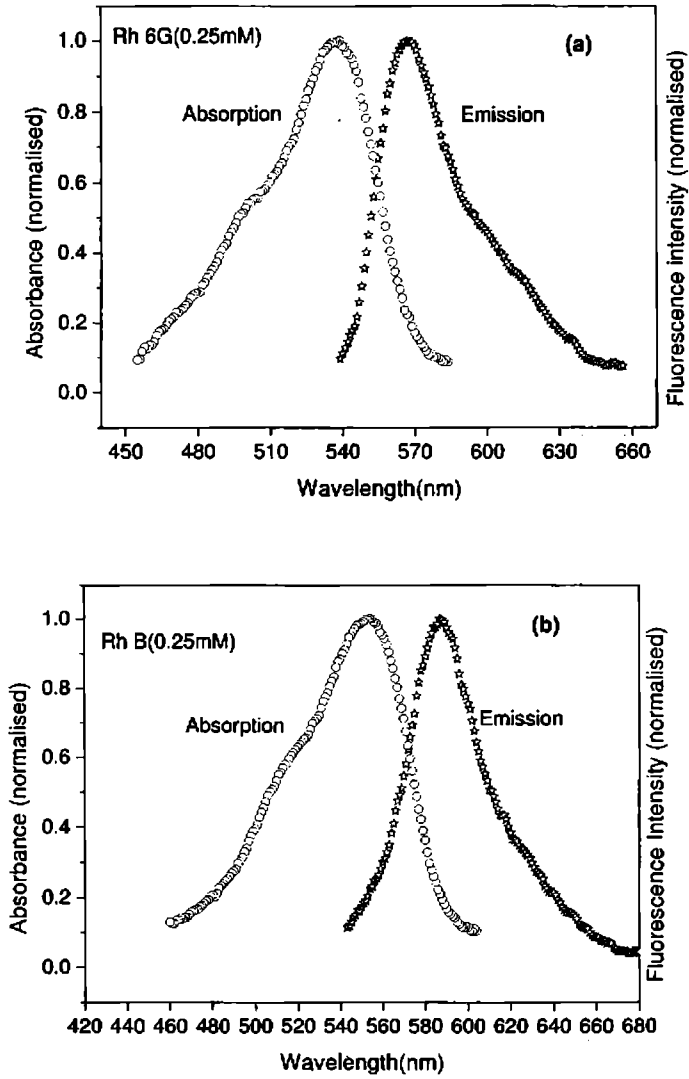 Rh 6G(0.25mM)
(a)
Absorption
Emission
Absorbance (normalised)
Fluorescence intensity (normalised)
1.0
0.8
0.6
0.4
0.2
0.0
450 480 510 540 570 600 630 660
Wavelength(nm)
Rh B(0.25mM)
(b)
Absorption
Emission
Absorbance (normalised)
Fluorescence Intensity (normalised)
1.0
0.8
0.6
0.4
0.2
0.0
420 440 460 480 500 520 540 560 580 600 620 640 660 680
Wavelength(nm)